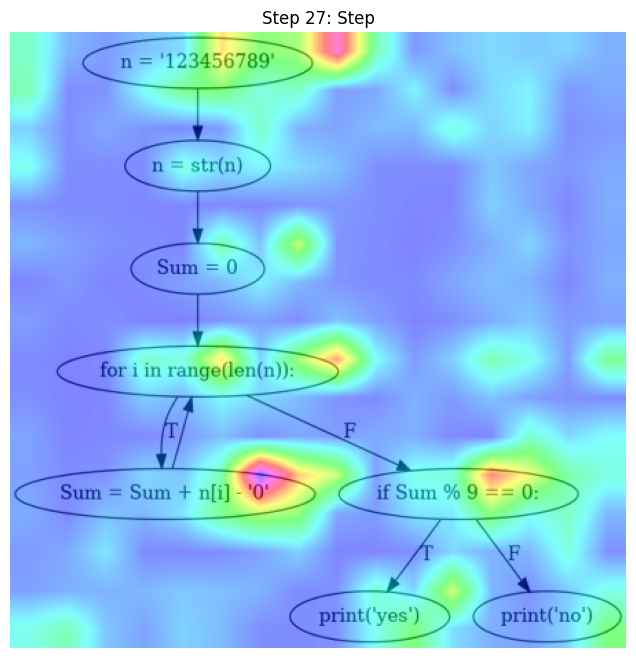 Step 27: Step
n = '123456789'
n = str(n)
Sum = 0
for i in range(len(n)):
T
F
Sum = Sum + n[i] - '0'
if Sum % 9 == 0:
T
F
print('yes')
print('no')